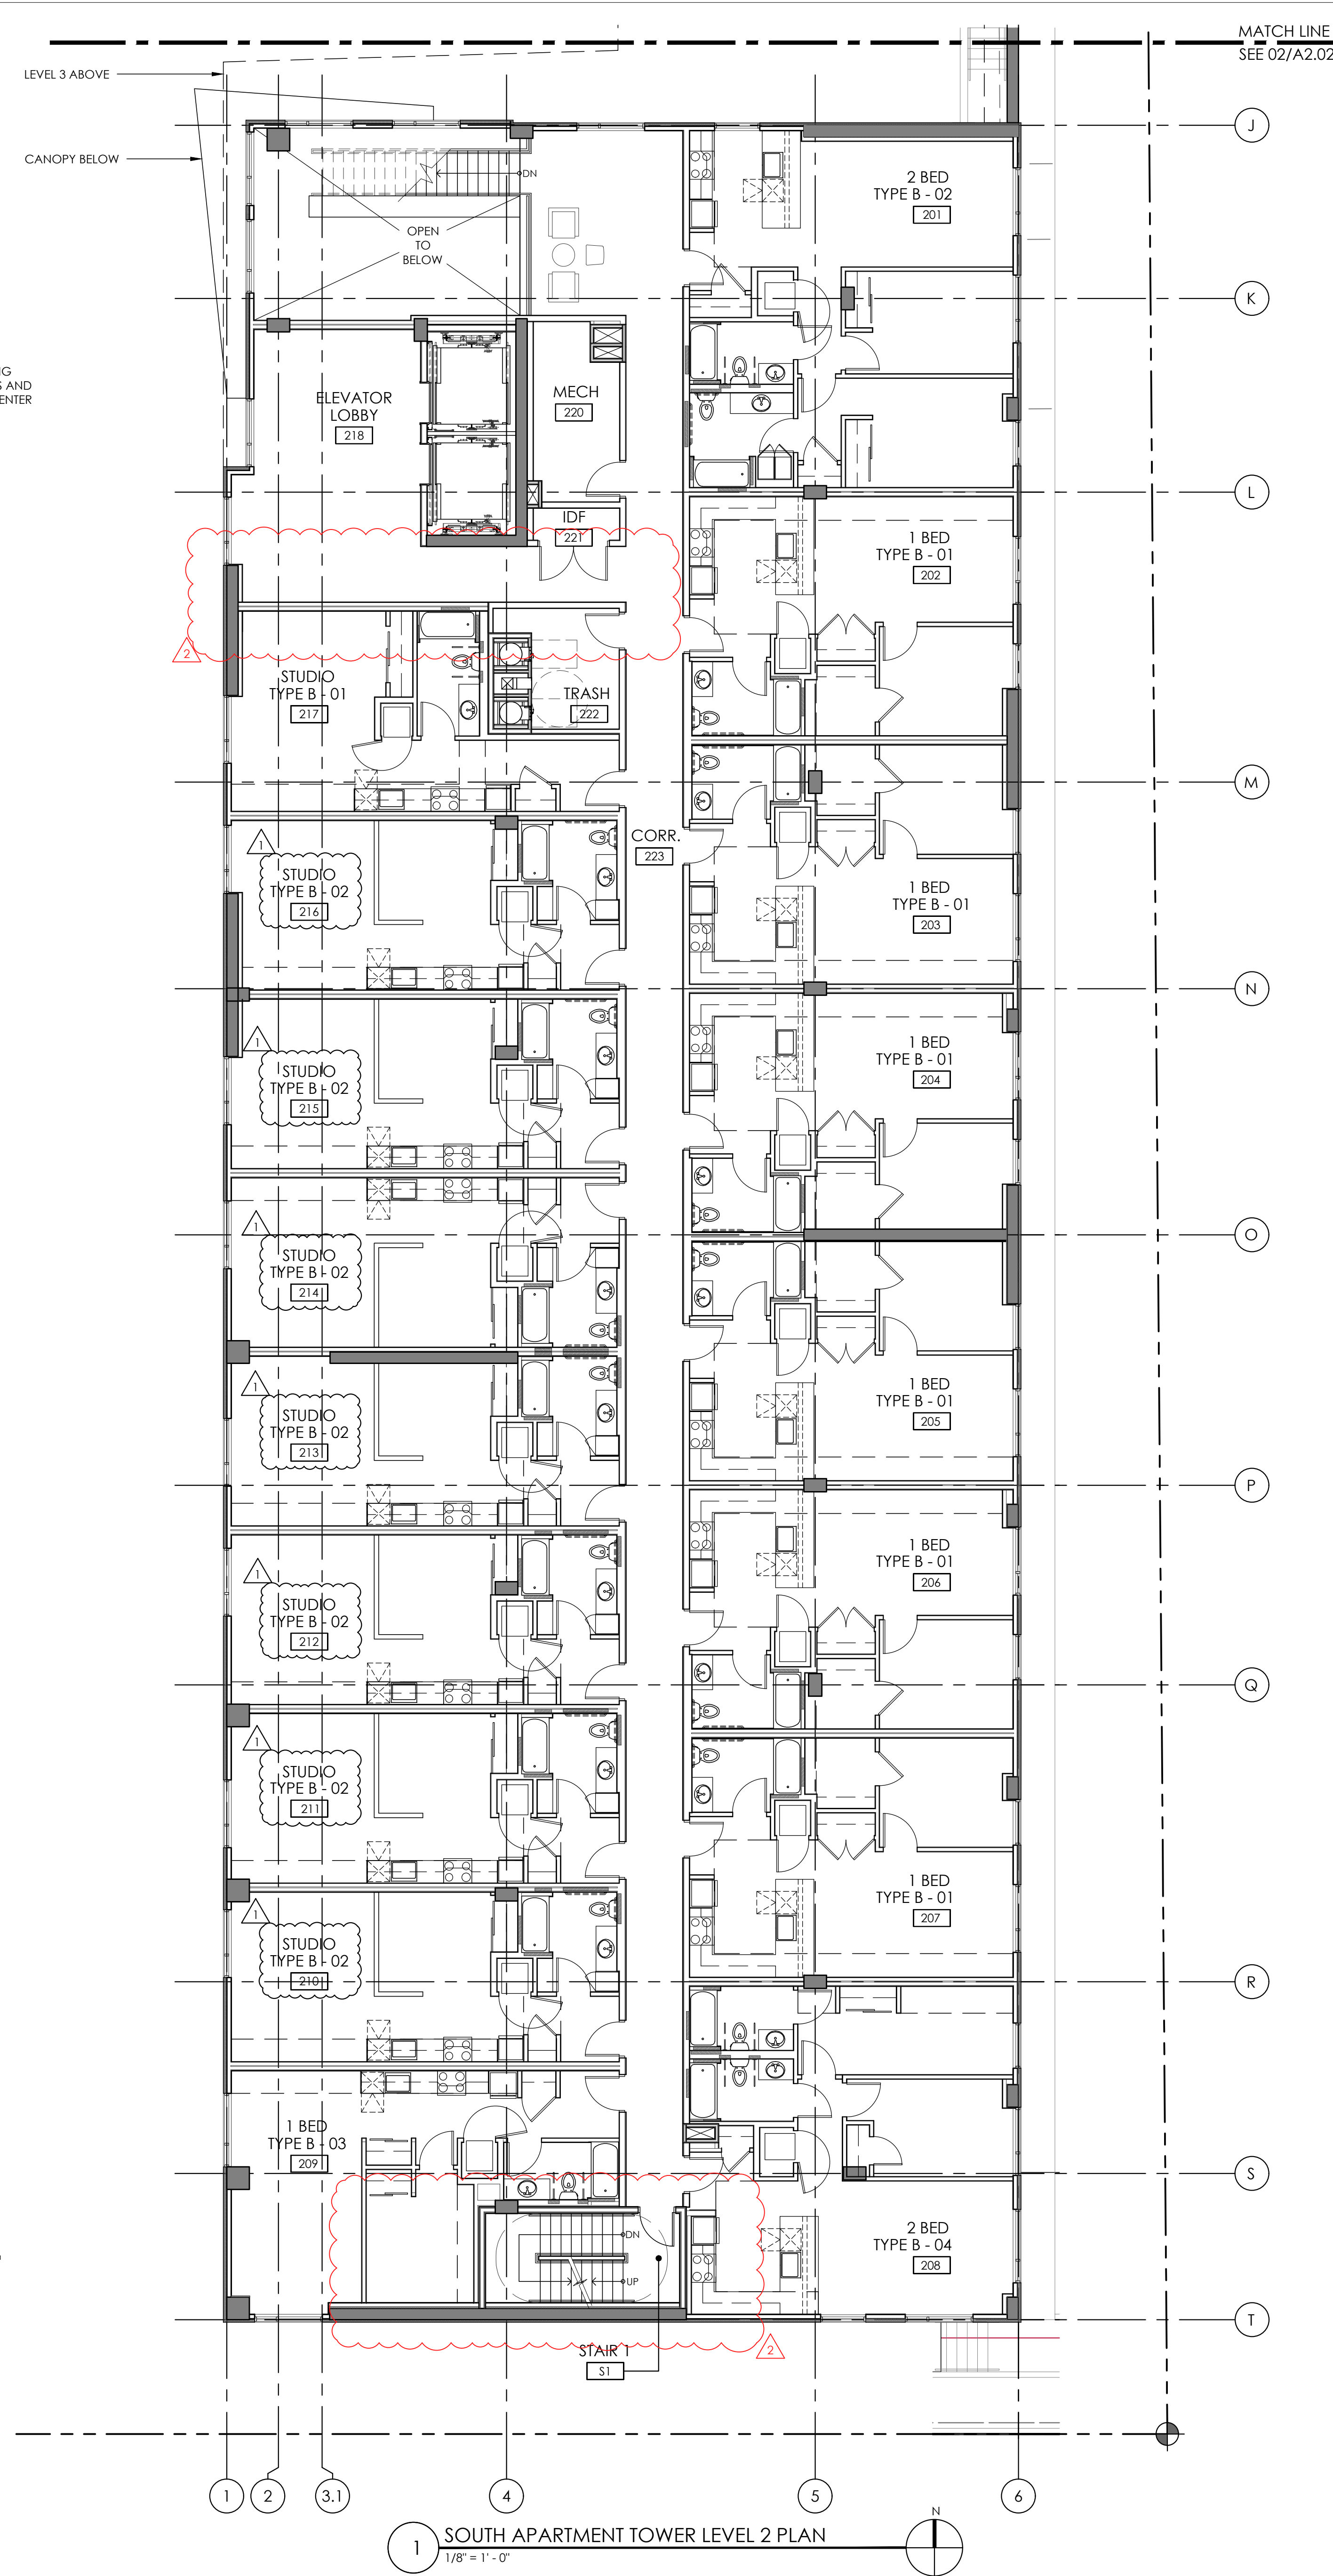 MATCH LINE
SEE 02/A2.02
LEVEL 3 ABOVE
CANOPY BELOW
J
DN
2 BED
TYPE B - 02
201
OPEN
TO
BELOW
K
NG
S AND
ENTER
ELEVATOR
LOBBY
218
MECH
220
L
IDF
221
1 BED
TYPE B - 01
202
2
STUDIO
TYPE B - 01
217
TRASH
222
M
CORR.
223
1
STUDIO
TYPE B - 02
216
1 BED
TYPE B - 01
203
N
1
STUDIO
TYPE B - 02
215
1 BED
TYPE B - 01
204
1
STUDIO
TYPE B - 02
214
O
1
STUDIO
TYPE B - 02
213
1 BED
TYPE B - 01
205
P
1
STUDIO
TYPE B - 02
212
1 BED
TYPE B - 01
206
Q
1
STUDIO
TYPE B - 02
211
1 BED
TYPE B - 01
207
1
STUDIO
TYPE B - 02
210
R
1 BED
TYPE B - 03
209
S
DN
UP
2 BED
TYPE B - 04
208
T
STAIR 1
S1
2
1
2
3.1
4
5
6
N
1
SOUTH APARTMENT TOWER LEVEL 2 PLAN
1/8" = 1' - 0"